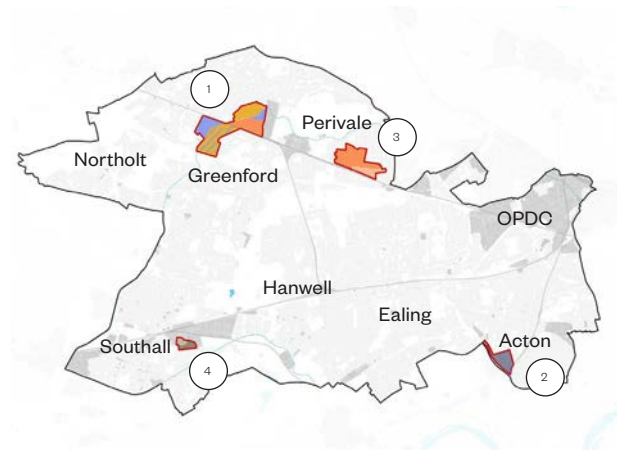 1
Perivale
3
Northolt
Greenford
OPDC
Hanwell
Ealing
Southall
Acton
4
2